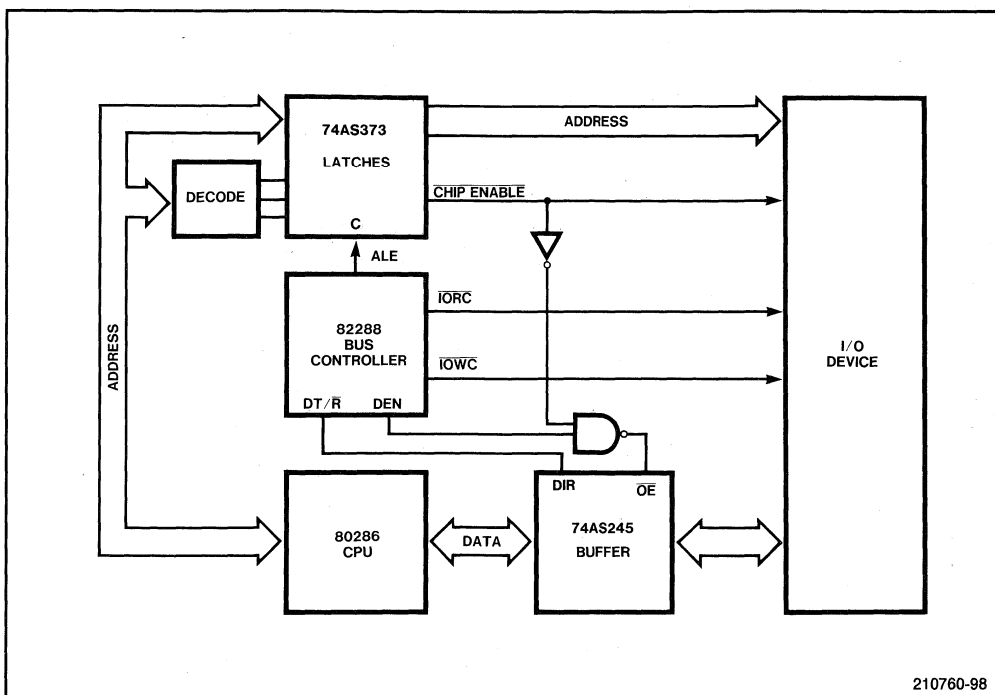 74AS373
LATCHES
C
ADDRESS
DECODE
CHIP ENABLE
ALE
82288
BUS
CONTROLLER
DT/R DEN
IORC
IOWC
I/O
DEVICE
ADDRESS
80286
CPU
DATA
DIR OE
74AS245
BUFFER
210760-98